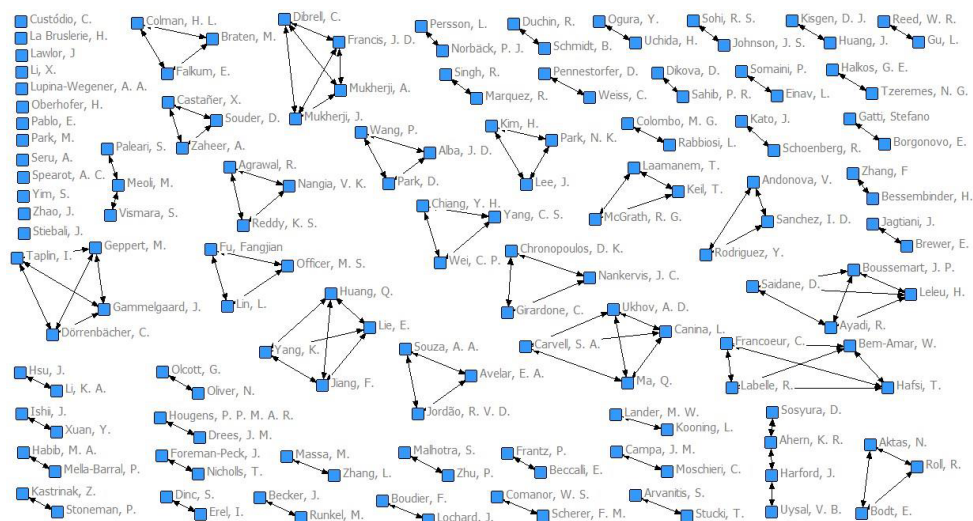 Custódio, C.
La Bruslerie, H.
Lawlor, J
Li, X.
Lupina-Wegener, A. A.
Oberhofer, H.
Pablo, E.
Park, M.
Seru, A.
Spearot, A. C.
Yim, S.
Zhao, J.
Stiebali, J.
Colman, H. L.
Braten, M.
Falkum, E.
Dibrell, C.
Francis, J. D.
Mukherji, A.
Mukherji, J.
Persson, L.
Norbäck, P. J.
Duchin, R.
Schmidt, B.
Ogura, Y.
Uchida, H.
Sohi, R. S.
Johnson, J. S.
Kisgen, D. J.
Huang, J.
Reed, W. R.
Gu, L.
Singh, R.
Marquez, R.
Pennestorfer, D.
Weiss, C.
Dikova, D.
Sahib, P. R.
Somaini, P.
Einav, L.
Halkos, G. E.
Tzeremes, N. G.
Castañer, X.
Souder, D.
Zaheer, A.
Wang, P.
Alba, J. D.
Park, D.
Kim, H.
Park, N. K.
Lee, J.
Colombo, M. G.
Rabbiosi, L.
Kato, J.
Schoenberg, R.
Gatti, Stefano
Borgonovo, E.
Paleari, S.
Meoli, M.
Vismara, S.
Agrawal, R.
Nangia, V. K.
Reddy, K. S.
Laamanem, T.
Keil, T.
McGrath, R. G.
Andonova, V.
Sanchez, I. D.
Rodriguez, Y.
Zhang, F
Bessembinder, H.
Chiang, Y. H.
Yang, C. S.
Wei, C. P.
Jagtiani, J.
Brewer, E.
Taplin, I.
Geppert, M.
Gammelgaard, J.
Dörrenbächer, C.
Fu, Fangjian
Officer, M. S.
Lin, L.
Chronopoulos, D. K.
Nankervis, J. C.
Girardone, C.
Saidane, D.
Boussemart, J. P.
Leleu, H.
Ayadi, R.
Huang, Q.
Lie, E.
Yang, K.
Jiang, F.
Ukhov, A. D.
Canina, L.
Carvell, S. A.
Ma, Q.
Francoeur, C.
Bem-Amar, W.
Labelle, R.
Hafsi, T.
Souza, A. A.
Avelar, E. A.
Jordão, R. V. D.
Hsu, J.
Li, K. A.
Olcott, G.
Oliver, N.
Ishii, J.
Xuan, Y.
Hougens, P. P. M. A. R.
Drees, J. M.
Lander, M. W.
Kooning, L.
Sosyura, D.
Ahern, K. R.
Harford, J.
Uysal, V. B.
Aktas, N.
Roll, R.
Bodt, E.
Habib, M. A.
Mella-Barral, P.
Foreman-Peck, J.
Nicholls, T.
Massa, M.
Zhang, L.
Malhotra, S.
Zhu, P.
Frantz, P.
Beccalli, E.
Campa, J. M.
Moschieri, C.
Kastrinak, Z.
Stoneman, P.
Dinc, S.
Erel, I.
Becker, J.
Runkel, M.
Boudier, F.
Lochard, J.
Comanor, W. S.
Scherer, F. M.
Arvanitis, S.
Stucki, T.